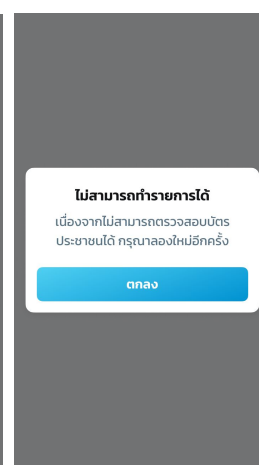 ไม่สามารถทำรายการได้
เนื่องจากไม่สามารถตรวจสอบบัตร
ประชาชนได้ กรุณาลองใหม่อีกครั้ง
ตกลง